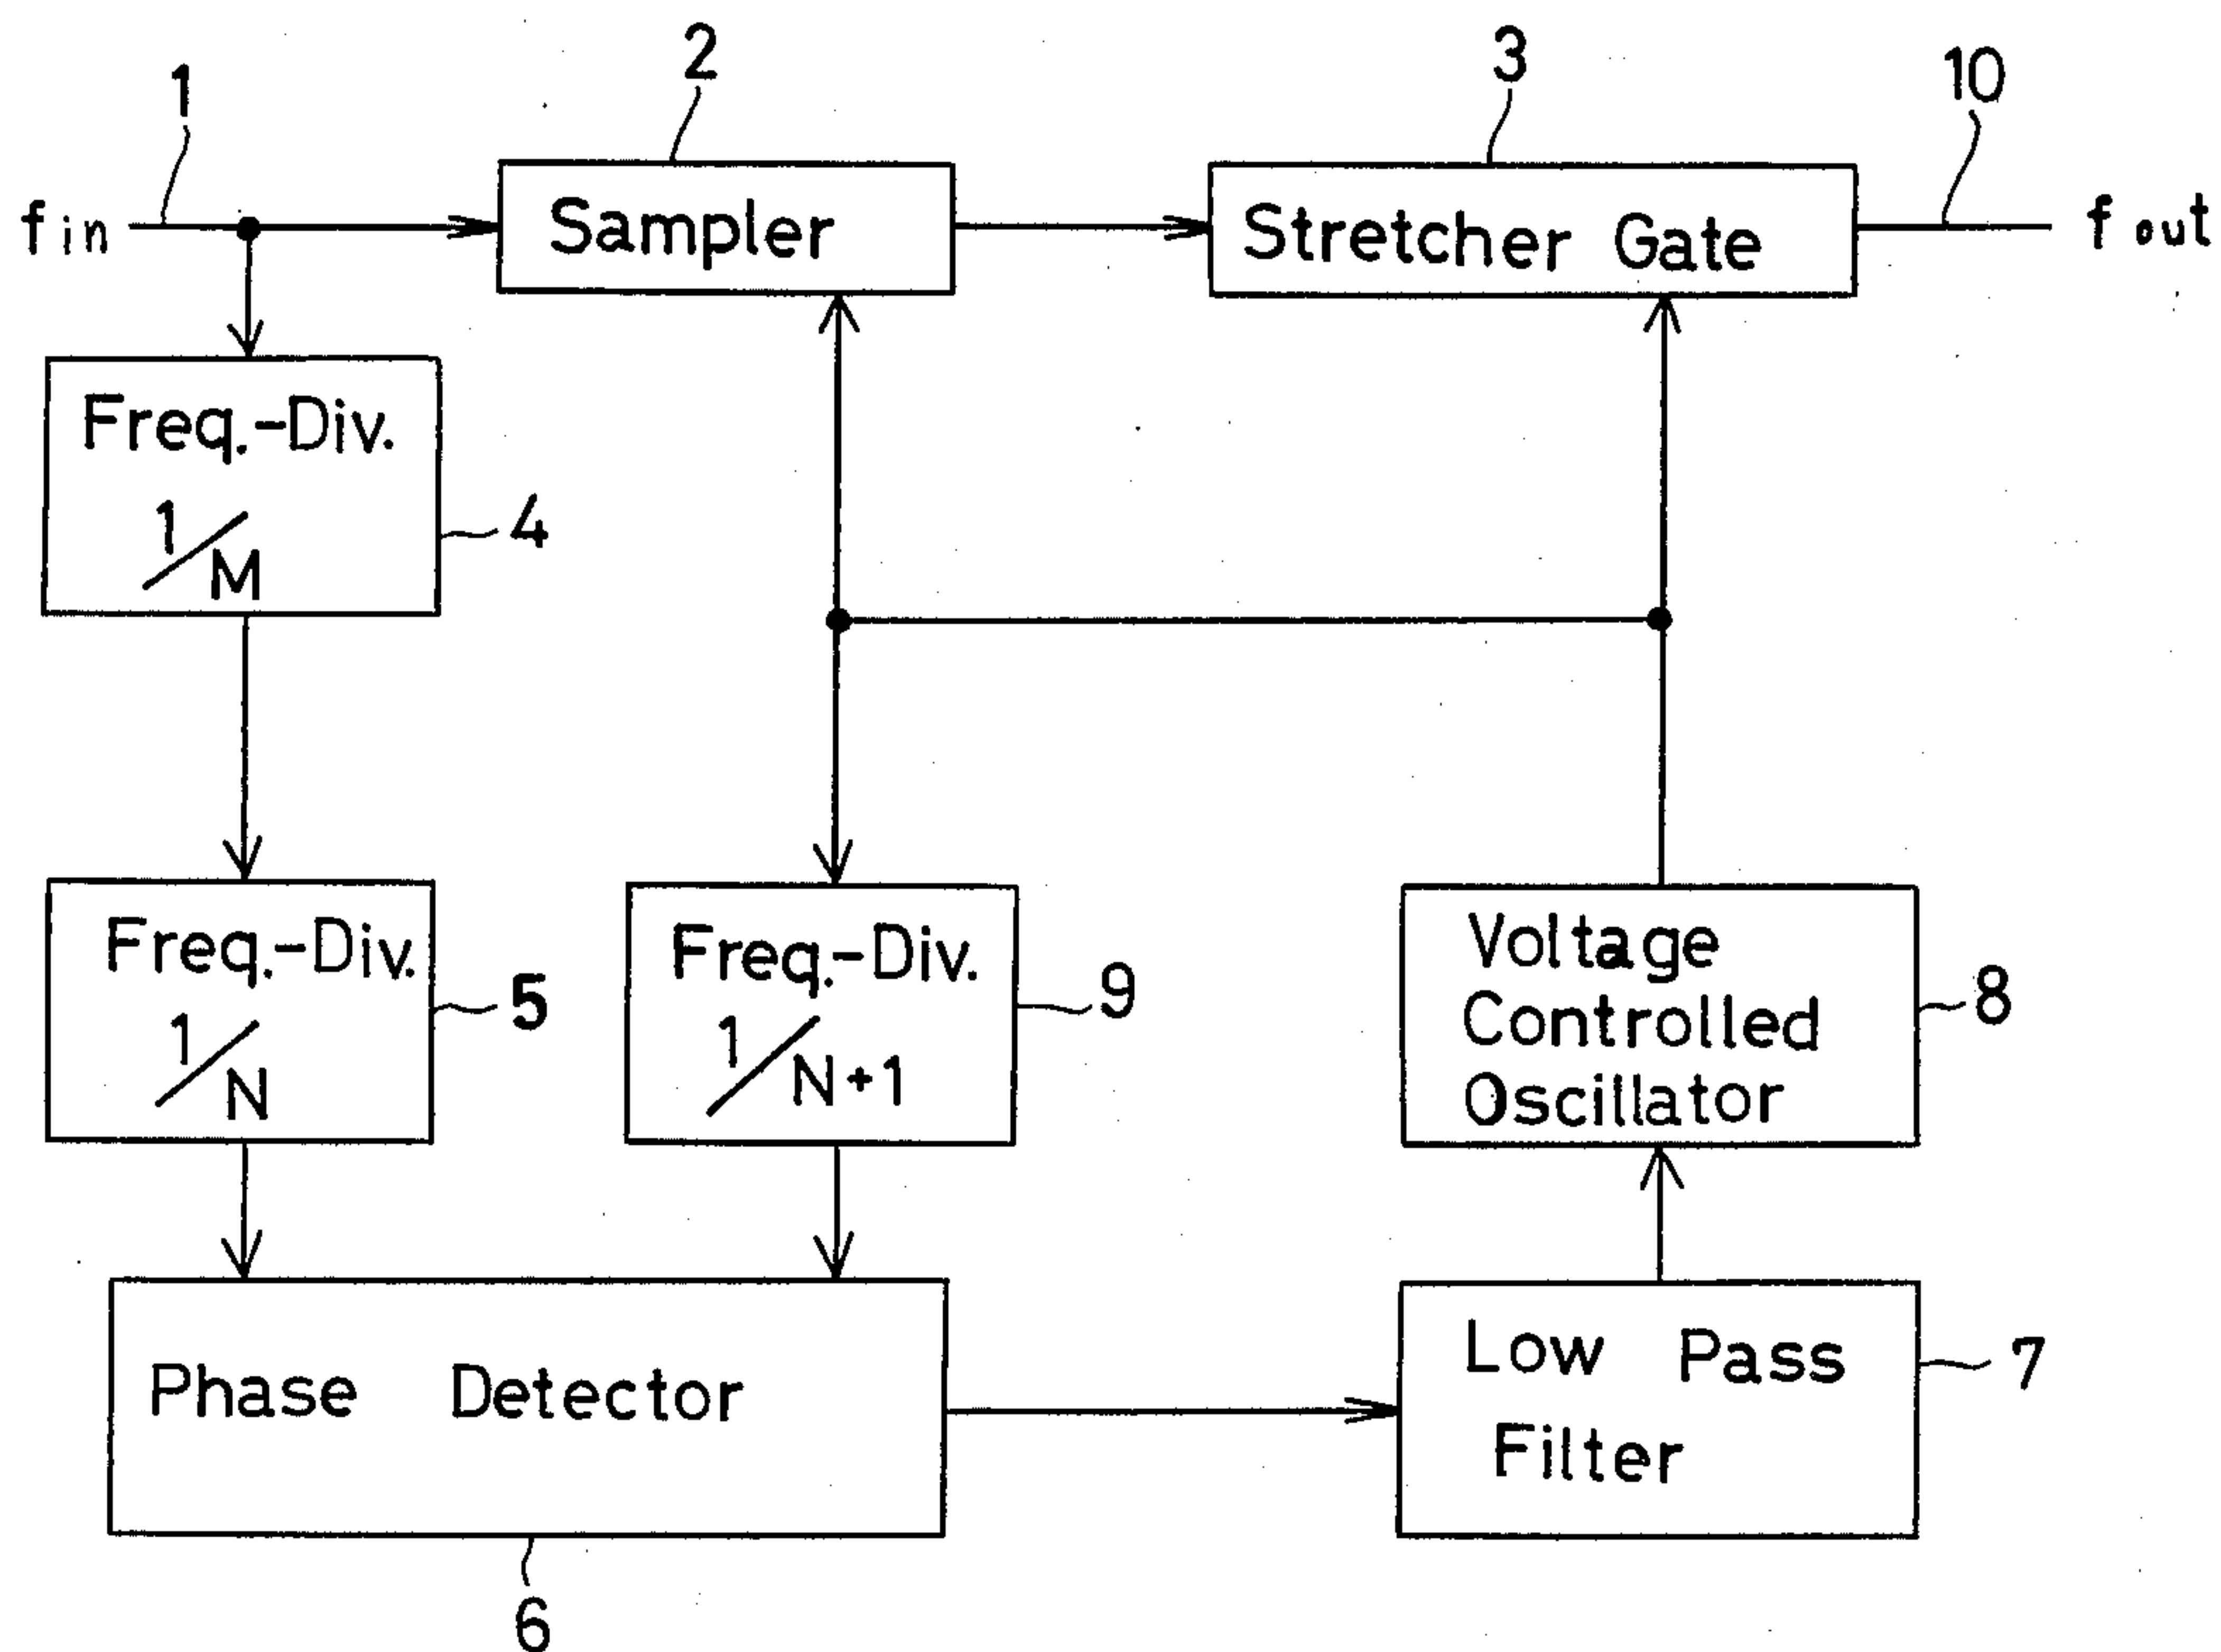 1
2
3
10
fin
Sampler
Stretcher Gate
fout
Freq.-Div.
1/M
4
Freq.-Div.
1/N
5
Freq.-Div.
1/N+1
9
Voltage
Controlled
Oscillator
8
Phase Detector
6
Low Pass
Filter
7